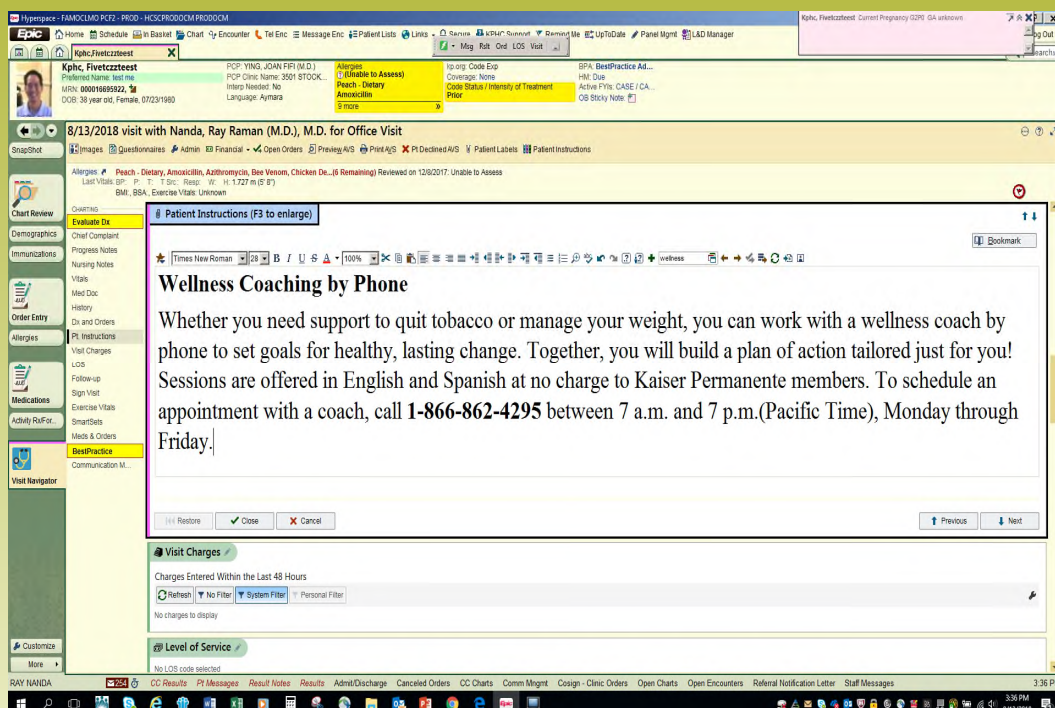 Hyperspace - FAMOCLMO PCF2 - PROD - HCSCPRODOCM PRODOCM
Kphc, Fivetczzteest Current Pregnancy G2P0 GA unknown
Epic Home Schedule In Basket Chart Encounter Tel Enc Message Enc Patient Lists Links Secure KPHC Support Remind Me UpToDate Panel Mgmt L&D Manager
Msg Rslt Ord LOS Visit
Kphc,Fivetczzteest
Kphc, Fivetczzteest
Preferred Name: test me
MRN: 000016695922,
DOB: 38 year old, Female, 07/23/1980
PCP: YING, JOAN FIFI (M.D.)
PCP Clinic Name: 3501 STOCK...
Interp Needed: No
Language: Aymara
Allergies
(Unable to Assess)
Peach - Dietary
Amoxicillin
9 more
kp.org: Code Exp
Coverage: None
Code Status / Intensity of Treatment
Prior
BPA: BestPractice Ad...
HM: Due
Active FYIs: CASE / CA...
OB Sticky Note:
8/13/2018 visit with Nanda, Ray Raman (M.D.), M.D. for Office Visit
SnapShot
Images Questionnaires Admin Financial Open Orders Preview AVS Print AVS Pt Declined AVS Patient Labels Patient Instructions
Allergies: Peach - Dietary, Amoxicillin, Azithromycin, Bee Venom, Chicken De...(6 Remaining) Reviewed on 12/8/2017: Unable to Assess
Last Vitals: BP: P: T: T Src: Resp: W: H: 1.727 m (5' 8")
BMI:, BSA:, Exercise Vitals: Unknown
Chart Review
Demographics
Immunizations
Order Entry
Allergies
Medications
Activity Rx/For...
Visit Navigator
Customize
More
CHARTING
Evaluate Dx
Chief Complaint
Progress Notes
Nursing Notes
Vitals
Med Doc
History
Dx and Orders
Pt. Instructions
Visit Charges
LOS
Follow-up
Sign Visit
Exercise Vitals
SmartSets
Meds & Orders
BestPractice
Communication M...
Patient Instructions (F3 to enlarge)
Bookmark
Times New Roman 28 B I U S A 100% wellness
Wellness Coaching by Phone
Whether you need support to quit tobacco or manage your weight, you can work with a wellness coach by
phone to set goals for healthy, lasting change. Together, you will build a plan of action tailored just for you!
Sessions are offered in English and Spanish at no charge to Kaiser Permanente members. To schedule an
appointment with a coach, call 1-866-862-4295 between 7 a.m. and 7 p.m.(Pacific Time), Monday through
Friday.
Restore Close Cancel Previous Next
Visit Charges
Charges Entered Within the Last 48 Hours
Refresh No Filter System Filter Personal Filter
No charges to display
Level of Service
No LOS code selected
RAY NANDA 254 CC Results Pt Messages Result Notes Results Admit/Discharge Canceled Orders CC Charts Comm Mngmt Cosign - Clinic Orders Open Charts Open Encounters Referral Notification Letter Staff Messages 3:36 P
3:36 PM